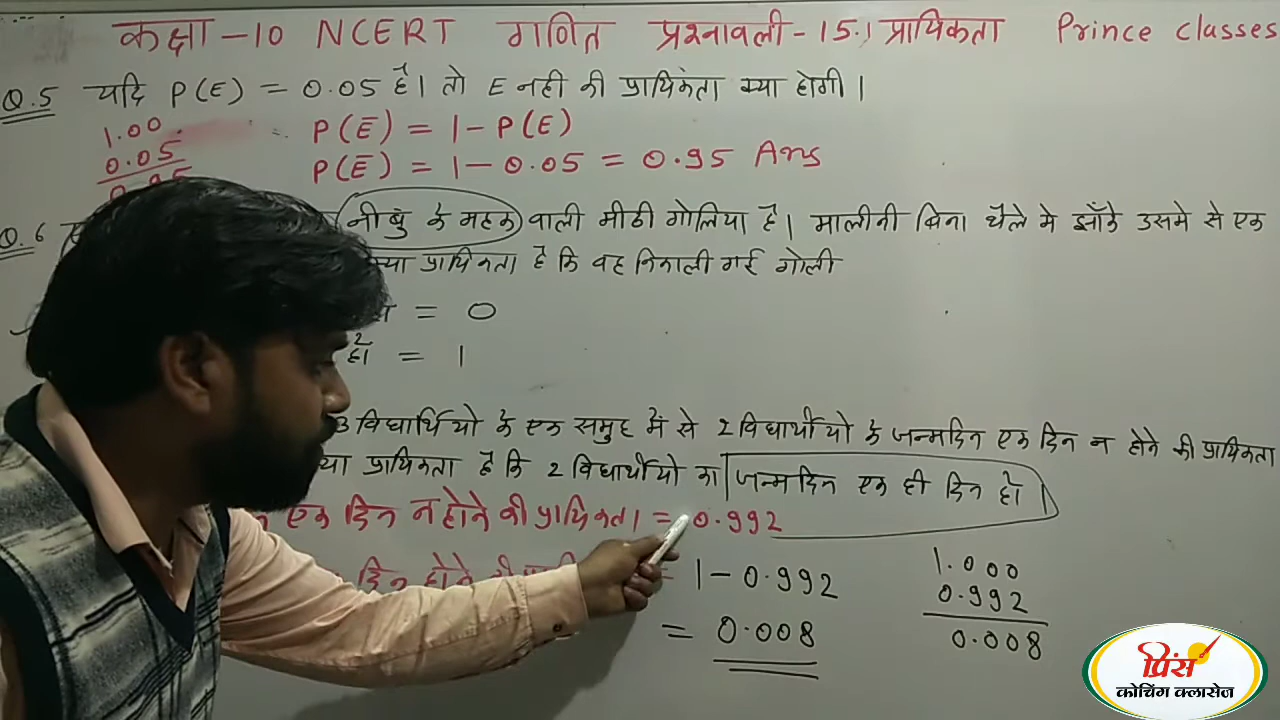 कक्षा -10 NCERT गणित प्रश्नावली - 15.1 प्रायिकता Prince Classes
Q.5 यदि P(E) = 0.05 है। तो E नही की प्रायिकता क्या होगी।
1.00
0.05
P(E) = 1 - P(E)
P(E) = 1 - 0.05 = 0.95 Ans
Q.6 नीबु के महक वाली मीठी गोलिया है। मालीनी बिना थैले मे झाँके उसमे से एक
क्या प्रायिकता है कि वह निकाली गई गोली
= 0
= 1
3 विद्यार्थियो के एक समुह में से 2 विद्यार्थीयो के जन्मदिन एक दिन न होने की प्रायिकता
प्रायिकता है कि 2 विद्यार्थीयो का जन्मदिन एक ही दिन हो।
एक दिन न होने की प्रायिकता = 0.992
दिन होने की = 1 - 0.992
= 0.008
1.000
0.992
0.008
प्रिंस
कोचिंग क्लासेज